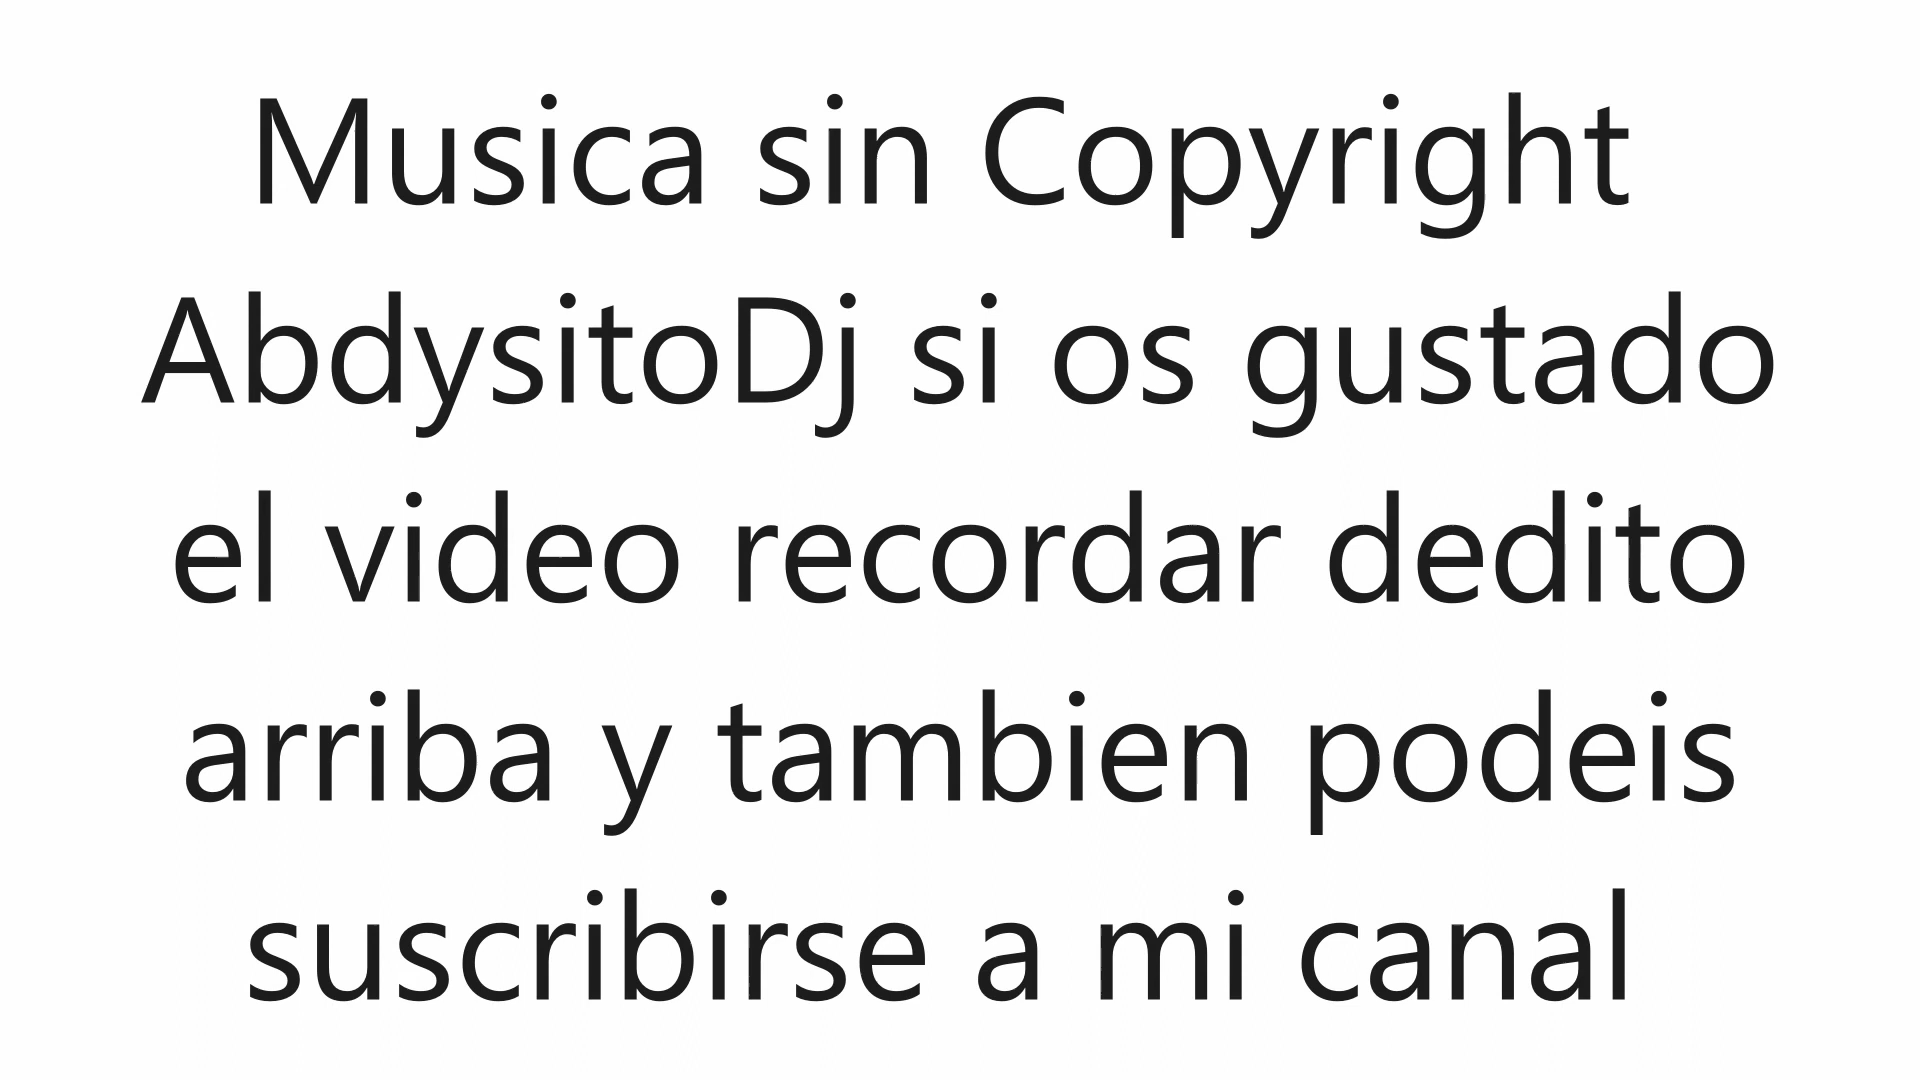 Musica sin Copyright
AbdysitoDj si os gustado
el video recordar dedito
arriba y tambien podeis
suscribirse a mi canal